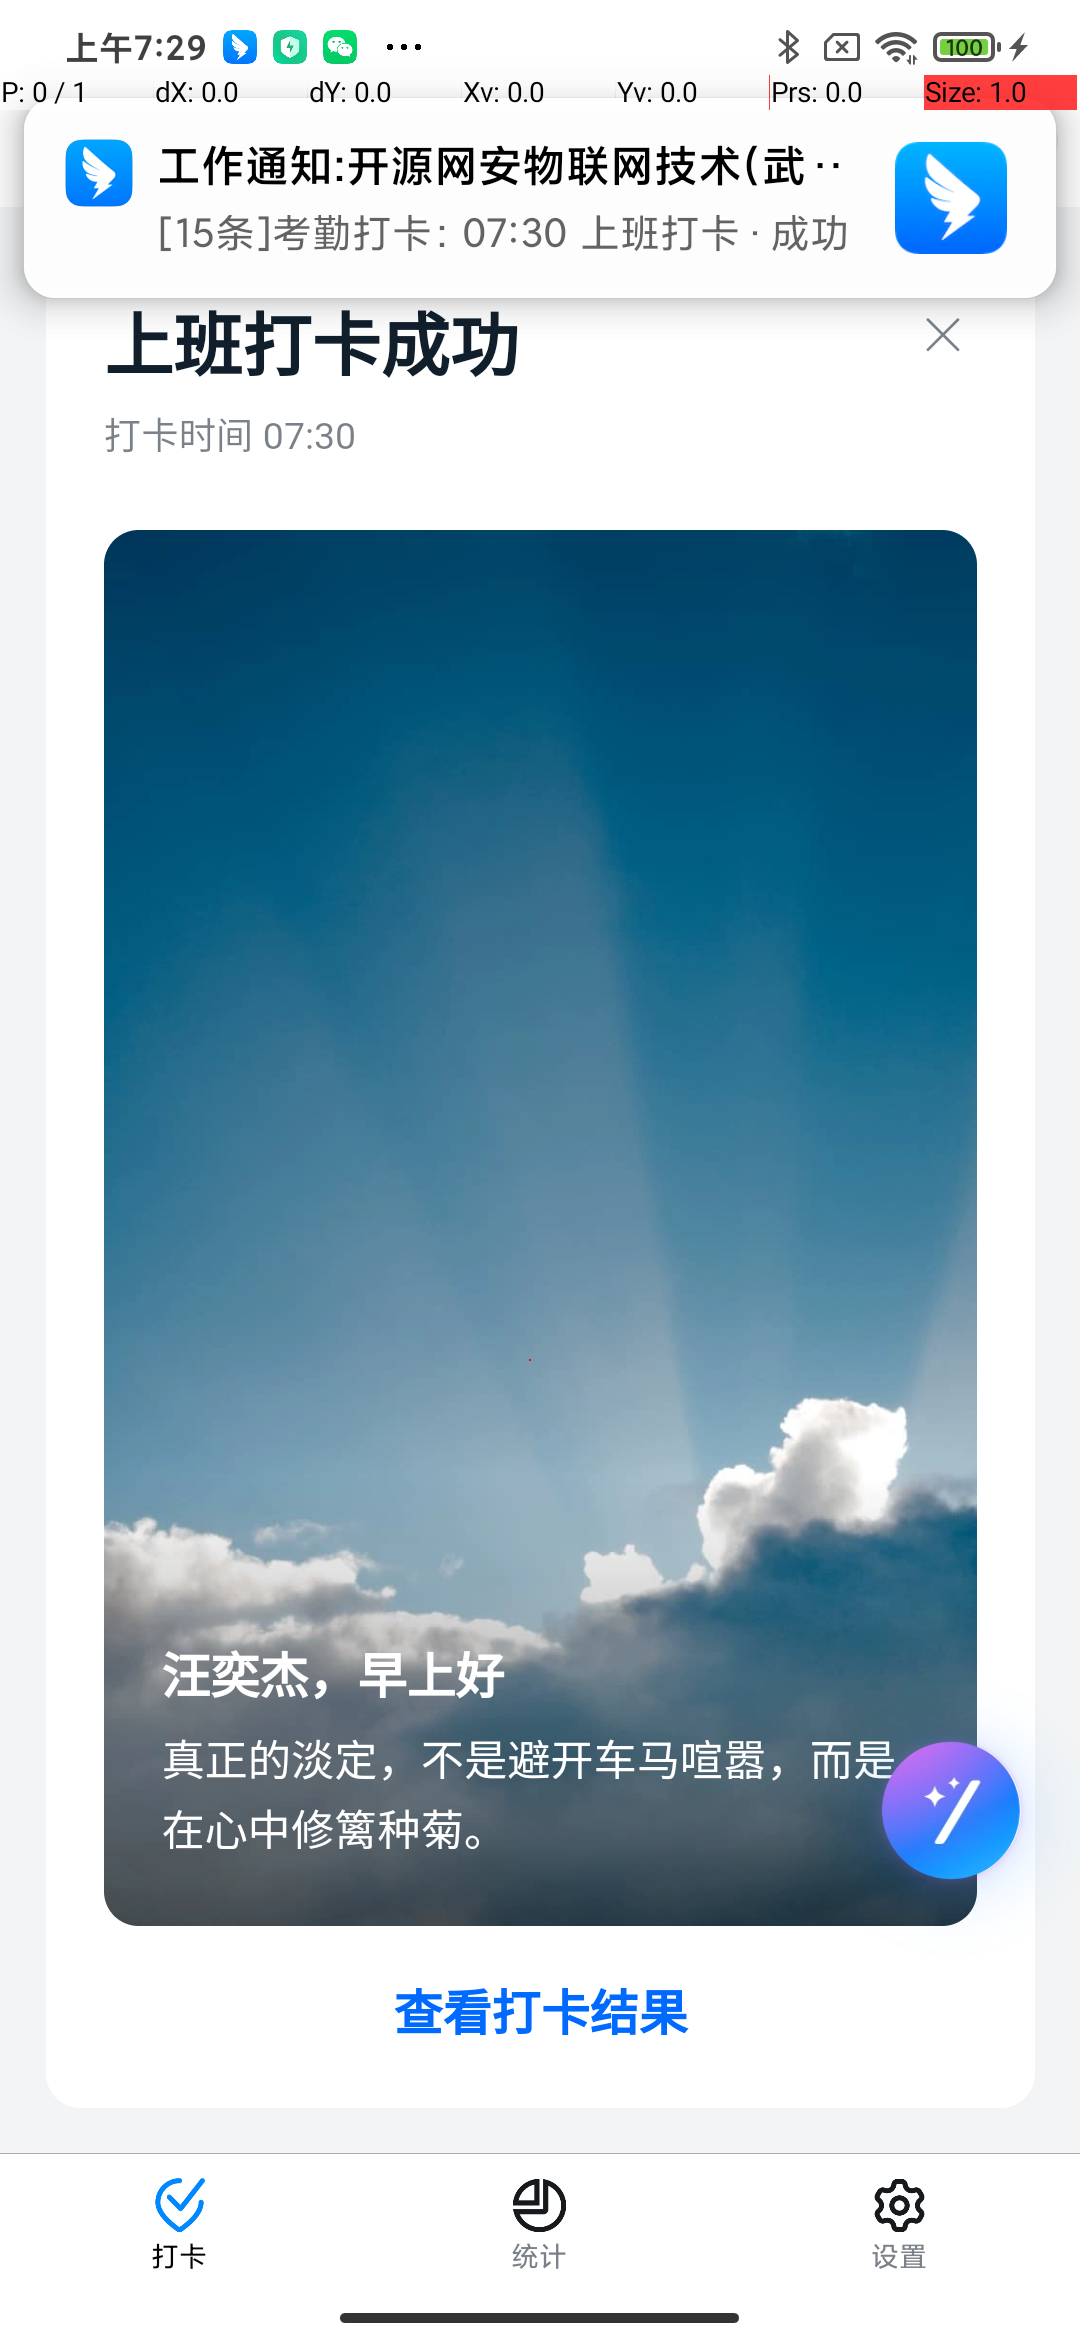 上午7:29
100
P: 0 / 1 dX: 0.0 dY: 0.0 Xv: 0.0 Yv: 0.0 Prs: 0.0 Size: 1.0
工作通知:开源网安物联网技术(武··
[15条]考勤打卡: 07:30 上班打卡 · 成功
上班打卡成功
打卡时间 07:30
汪奕杰，早上好
真正的淡定，不是避开车马喧嚣，而是
在心中修篱种菊。
查看打卡结果
打卡 统计 设置